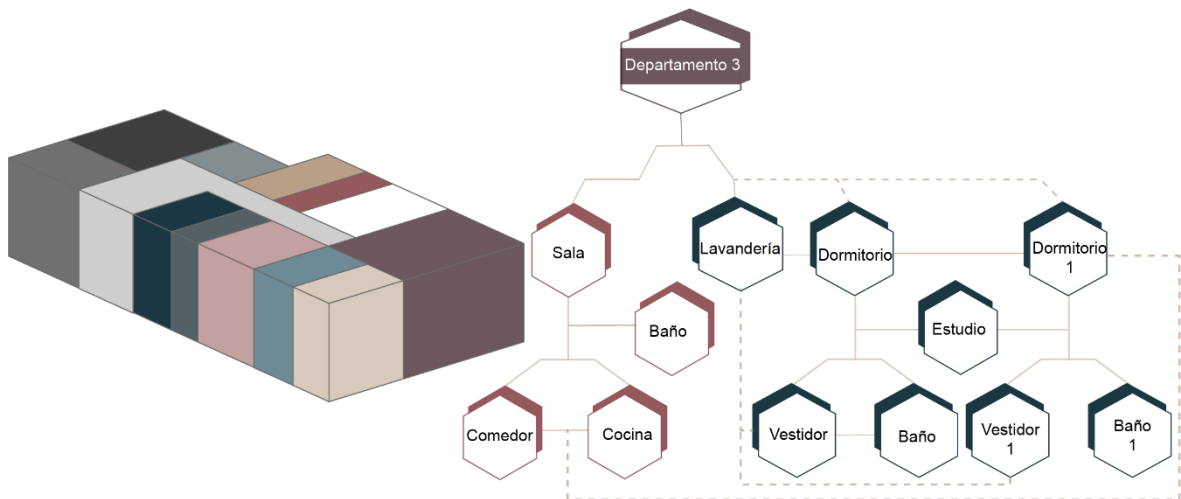 Departamento 3
Sala
Lavandería
Dormitorio
Dormitorio
1
Baño
Estudio
Comedor
Cocina
Vestidor
Baño
Vestidor
1
Baño
1